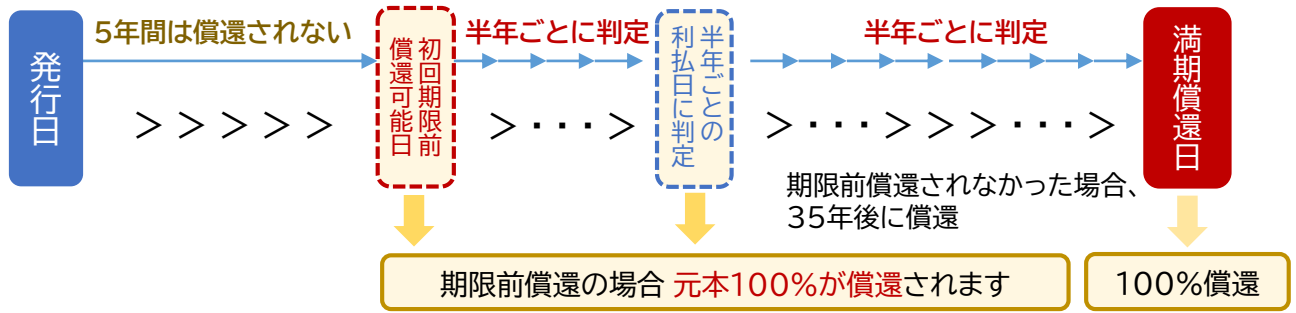 発行日
5年間は償還されない
初回期限前
償還可能日
半年ごとに判定
半年ごとの
利払日に判定
半年ごとに判定
満期償還日
＞＞＞＞＞
＞・・・＞
＞・・・＞＞＞・・・＞
期限前償還されなかった場合、
35年後に償還
期限前償還の場合 元本100%が償還されます
100%償還